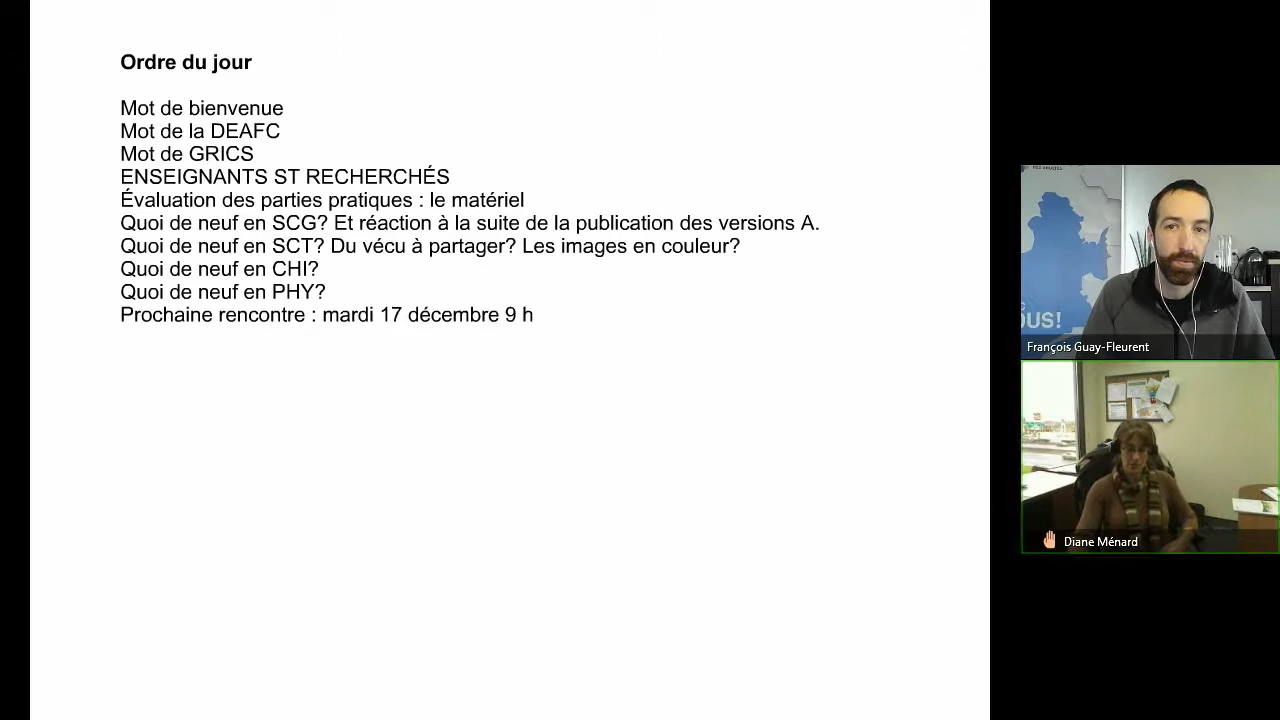 Ordre du jour
Mot de bienvenue
Mot de la DEAFC
Mot de GRICS
ENSEIGNANTS ST RECHERCHÉS
Évaluation des parties pratiques : le matériel
Quoi de neuf en SCG? Et réaction à la suite de la publication des versions A.
Quoi de neuf en SCT? Du vécu à partager? Les images en couleur?
Quoi de neuf en CHI?
Quoi de neuf en PHY?
Prochaine rencontre : mardi 17 décembre 9 h
OUS!
François Guay-Fleurent
Diane Ménard